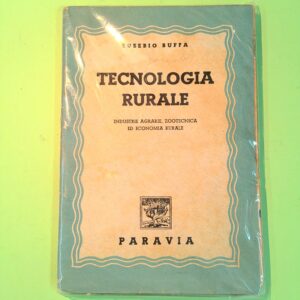 EUSEBIO BUFFA
TECNOLOGIA
RURALE
INDUSTRIE AGRARIE, ZOOTECNICA
ED ECONOMIA RURALE
PARAVIA